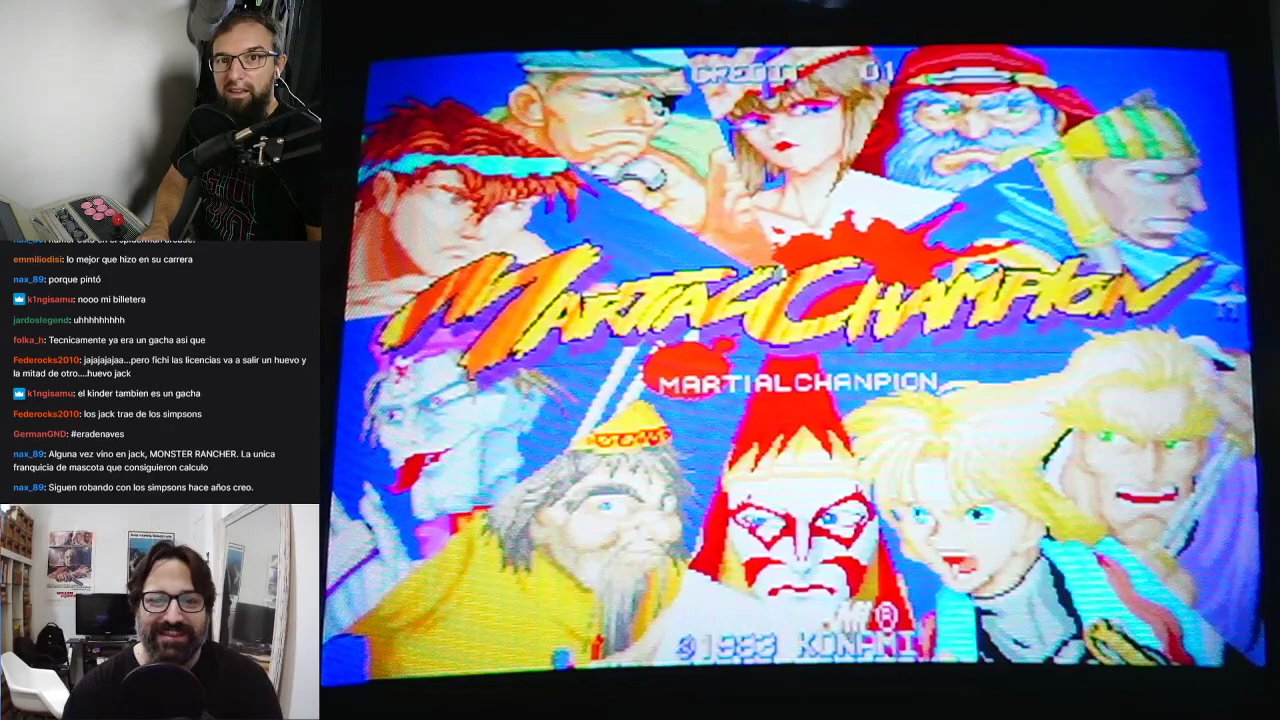 emmiliodisi: lo mejor que hizo en su carrera
nax_89: porque pintó
k1ngisamu: nooo mi billetera
jardoslegend: uhhhhhhhhh
folka_h: Tecnicamente ya era un gacha asi que
Federocks2010: jajajajajaa...pero fichi las licencias va a salir un huevo y
la mitad de otro....huevo jack
k1ngisamu: el kinder tambien es un gacha
Federocks2010: los jack trae de los simpsons
GermanGND: #eradenaves
nax_89: Alguna vez vino en jack, MONSTER RANCHER. La unica
franquicia de mascota que consiguieron calculo
nax_89: Siguen robando con los simpsons hace años creo.
CREDIT 01
MARTIAL CHAMPION
MARTIAL CHANPION
©1993 KONAMI